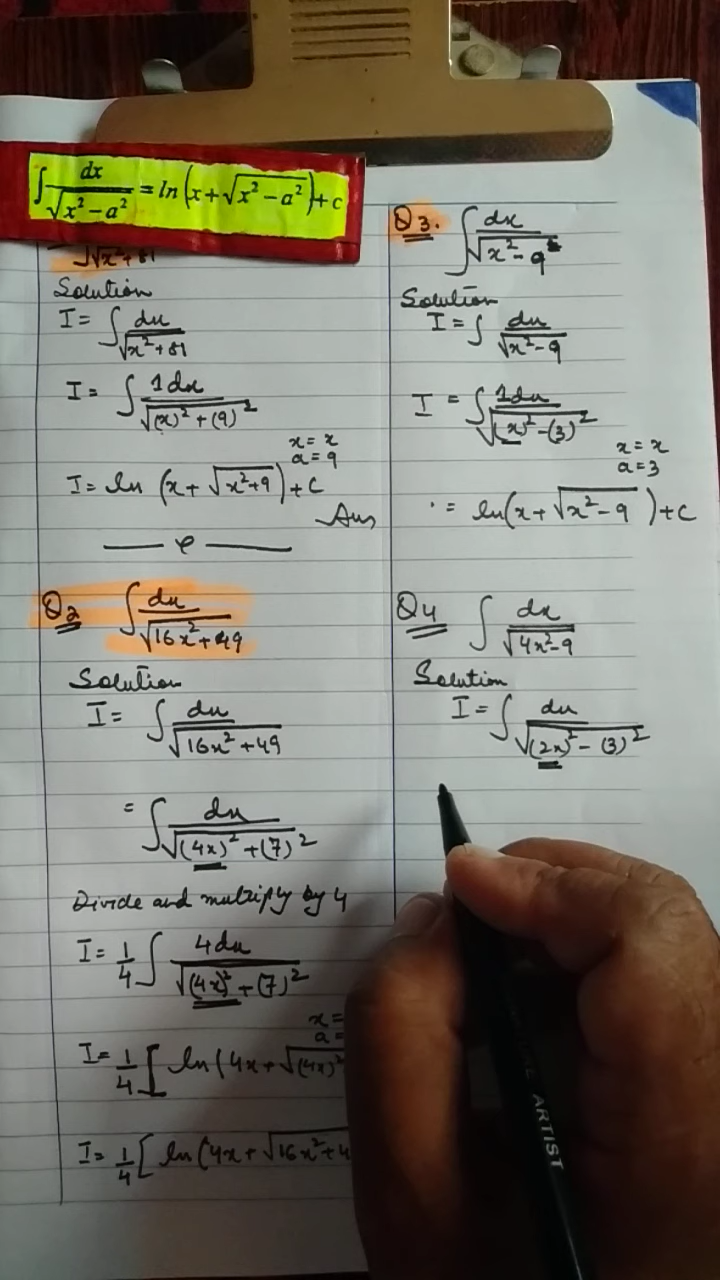 ∫ dx/√(x² − a²) = ln(x + √(x² − a²)) + c
∫√x²+81
Solution
I = ∫ dx/√(x² + 81)
I = ∫ 1dx/√((x)² + (9)²)
x = x
a = 9
I = ln (x + √(x² + 9)) + c
Ans
Q2 ∫ dx/√(16x² + 49)
Solution
I = ∫ dx/√(16x² + 49)
= ∫ dx/√((4x)² + (7)²)
Divide and multiply by 4
I = 1/4 ∫ 4dx/√((4x)² + (7)²)
x =
a =
I = 1/4 [ ln (4x + √(4x)²
I = 1/4 [ ln (4x + √16x² + 4
Q3. ∫ dx/√(x² − 9)
Solution
I = ∫ dx/√(x² − 9)
I = ∫ 1dx/√((x)² − (3)²)
x = x
a = 3
= ln(x + √(x² − 9)) + c
Q4 ∫ dx/√(4x² − 9)
Solution
I = ∫ dx/√((2x)² − (3)²)
ARTIST